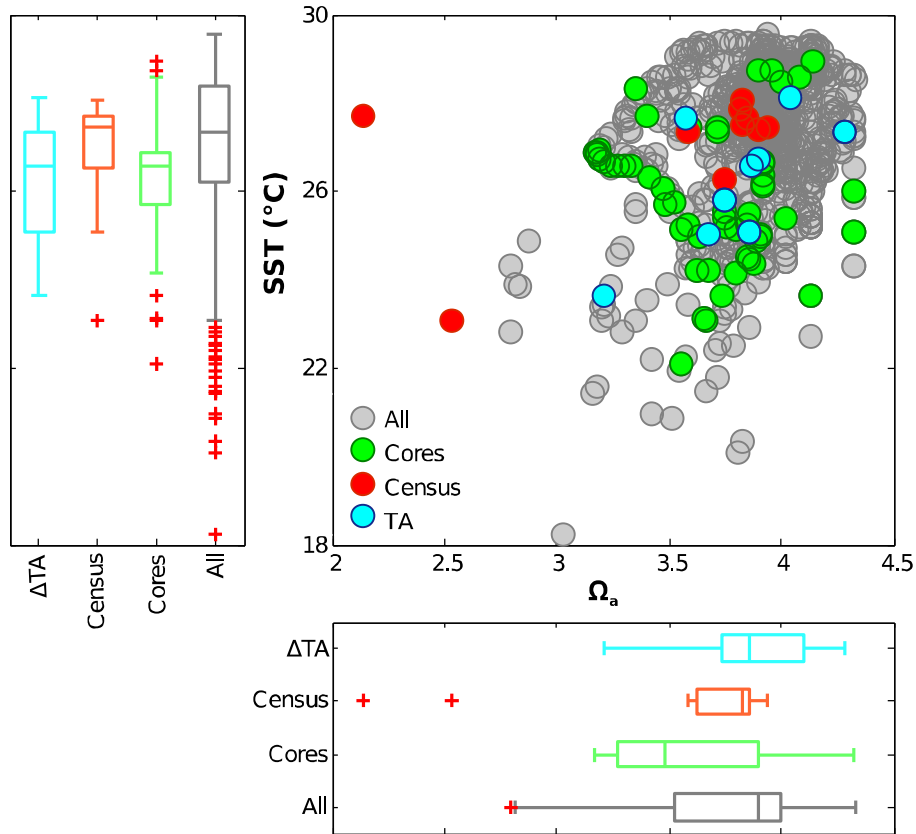 30
26
22
18
SST (°C)
All
Cores
Census
TA
2
2.5
3
3.5
4
4.5
Ωa
ΔTA
Census
Cores
All
ΔTA
Census
Cores
All